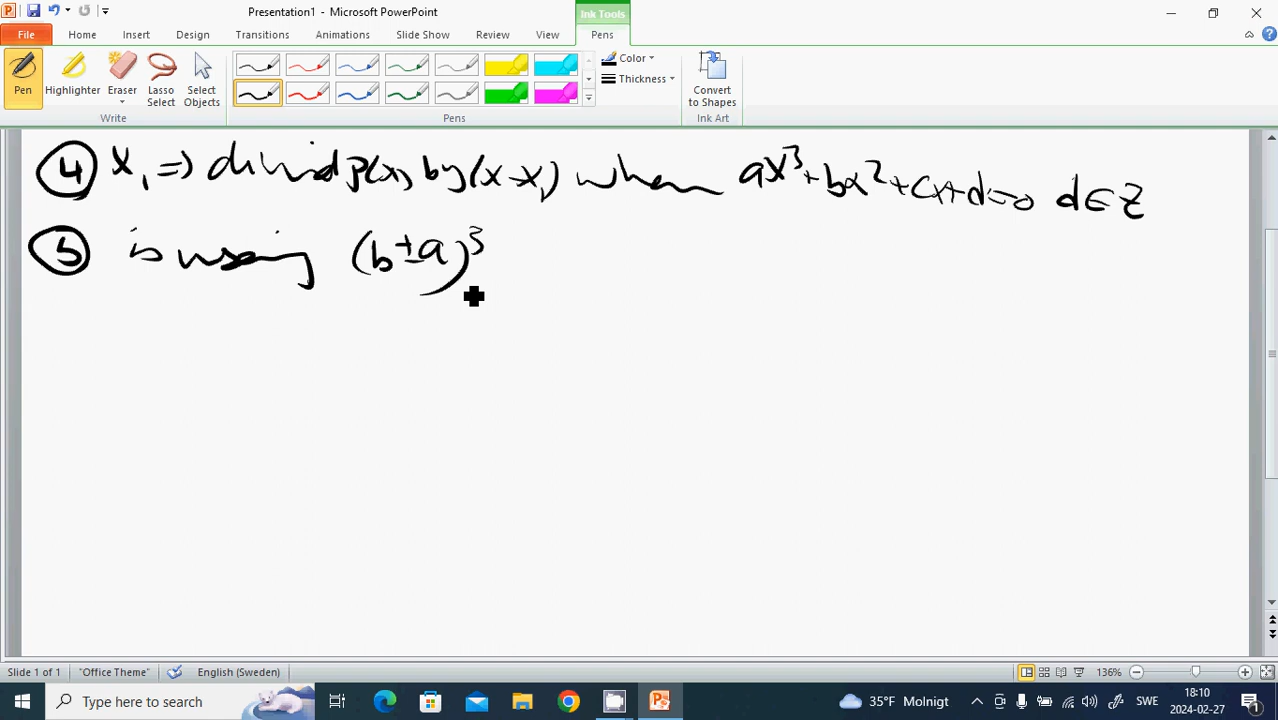 Presentation1 - Microsoft PowerPoint
Ink Tools
File Home Insert Design Transitions Animations Slide Show Review View Pens
Pen Highlighter Eraser Lasso Select Select Objects
Color
Thickness
Convert to Shapes
Write Pens Ink Art
④ x₁ => divind P(x) by (x-x₁) when ax³+bx²+cx+d=0 d∈Z
⑤ is using (b±a)³
Slide 1 of 1 "Office Theme" English (Sweden) 136%
Type here to search 35°F Molnigt SWE 18:10
2024-02-27